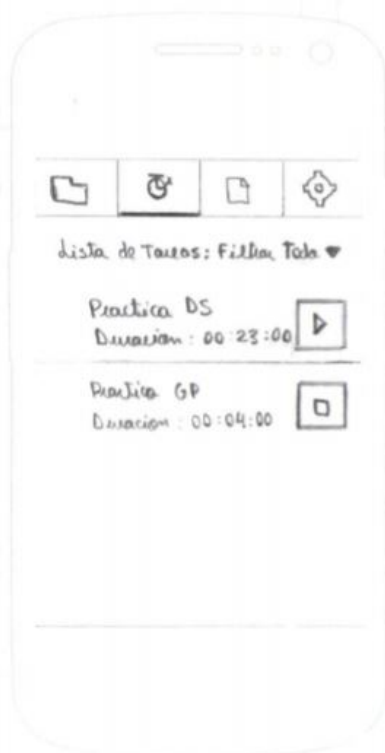 Lista de Tareas: Filtrar Todo
Practica DS
Duracion: 00:23:00
Practica GP
Duracion: 00:04:00